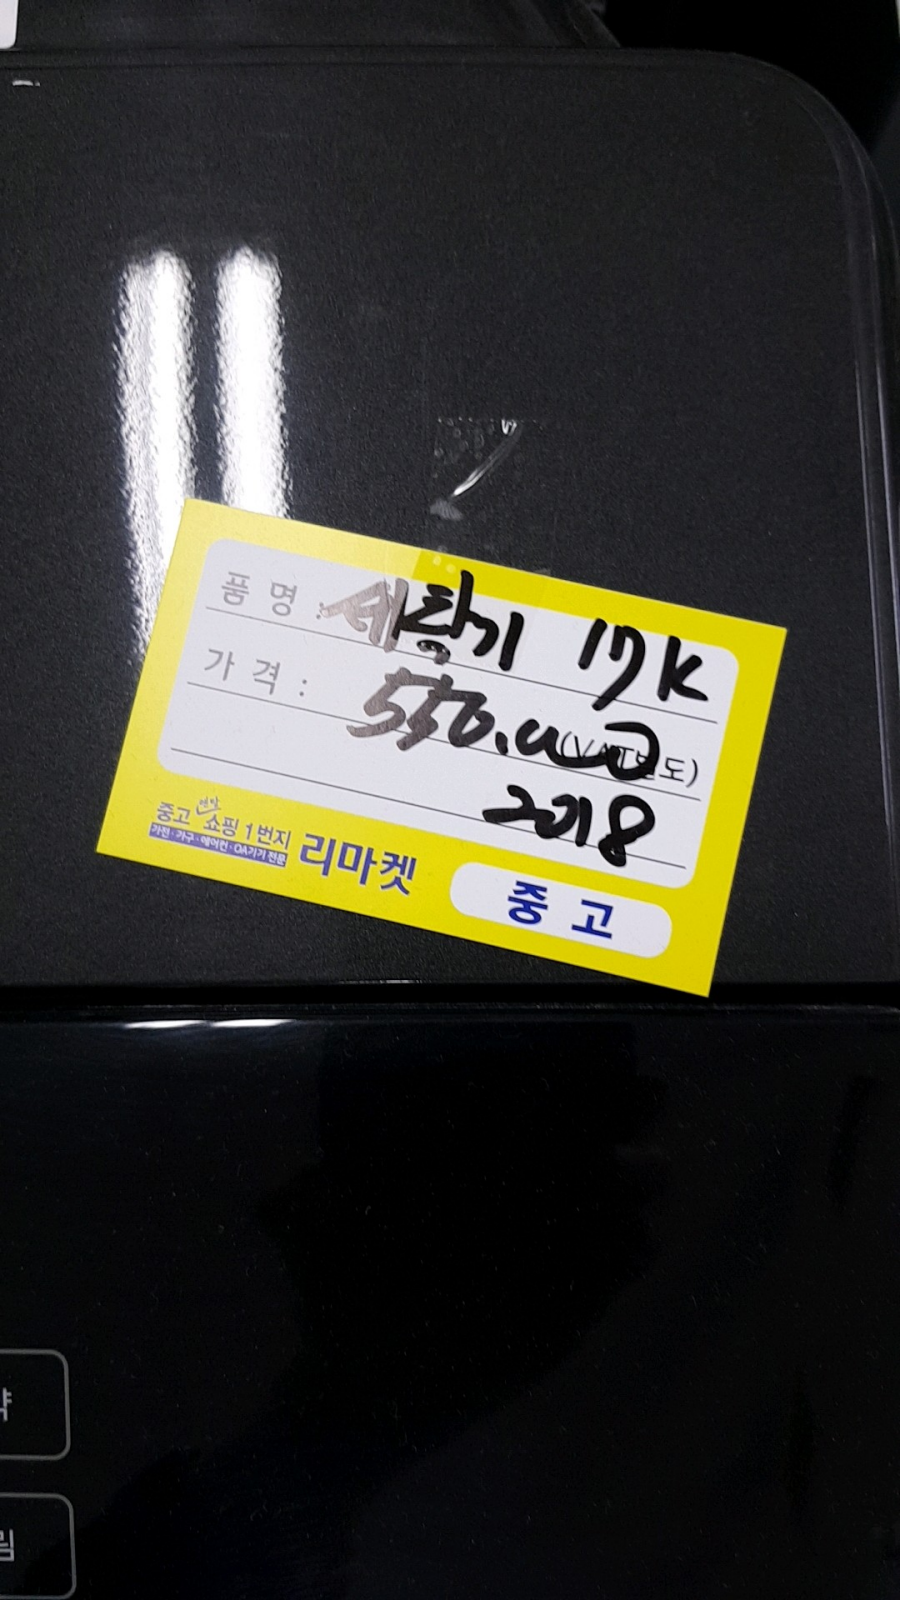 품 명 : 세탁기 17K
가 격 : 550.000 (VAT별도)
2018
중고 쇼핑 1번지
가전·가구·에어컨·OA기기 전문
리마켓
중 고
약
림